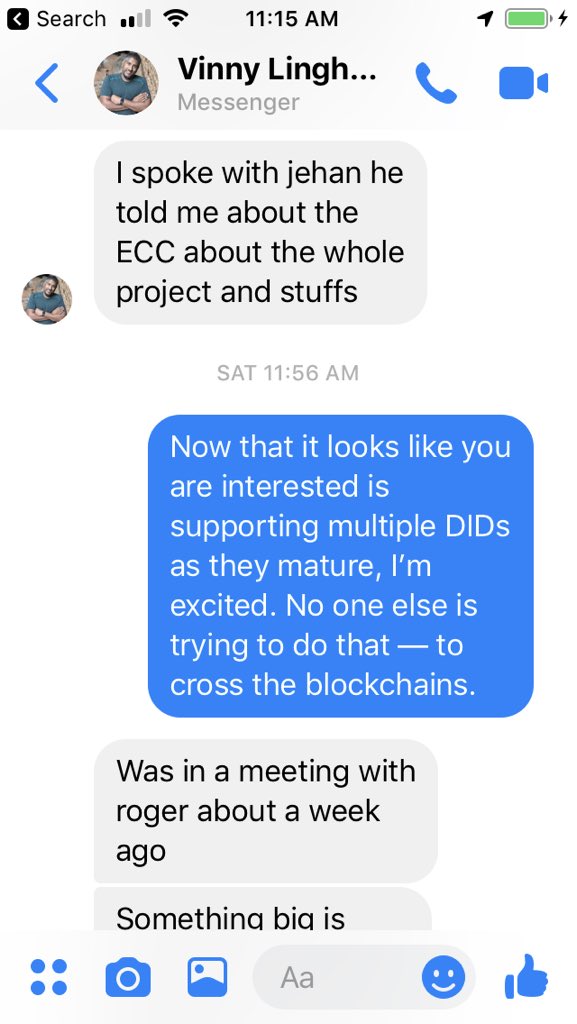 Search 11:15 AM
Vinny Lingh...
Messenger
I spoke with jehan he
told me about the
ECC about the whole
project and stuffs
SAT 11:56 AM
Now that it looks like you
are interested is
supporting multiple DIDs
as they mature, I’m
excited. No one else is
trying to do that — to
cross the blockchains.
Was in a meeting with
roger about a week
ago
Something big is
Aa